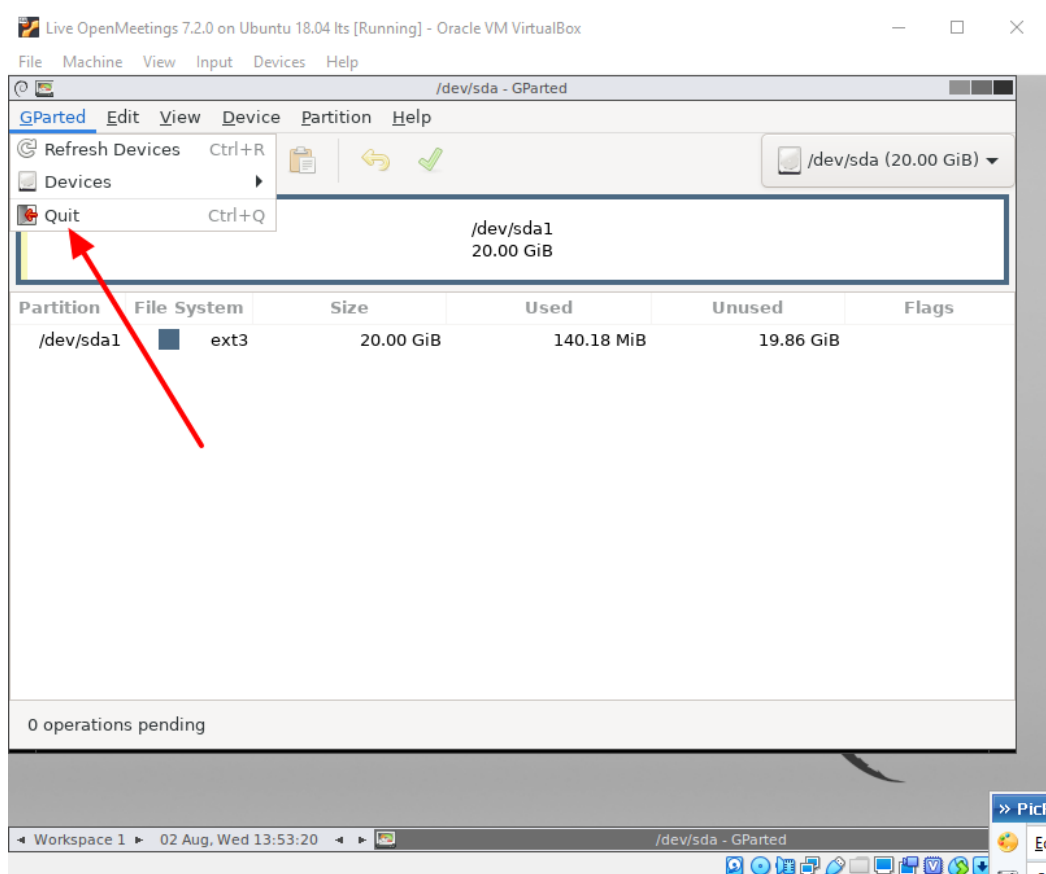 Live OpenMeetings 7.2.0 on Ubuntu 18.04 lts [Running] - Oracle VM VirtualBox
File Machine View Input Devices Help
/dev/sda - GParted
GParted Edit View Device Partition Help
Refresh Devices Ctrl+R
Devices
Quit Ctrl+Q
/dev/sda (20.00 GiB)
/dev/sda1
20.00 GiB
Partition File System Size Used Unused Flags
/dev/sda1 ext3 20.00 GiB 140.18 MiB 19.86 GiB
0 operations pending
Workspace 1 02 Aug, Wed 13:53:20 /dev/sda - GParted